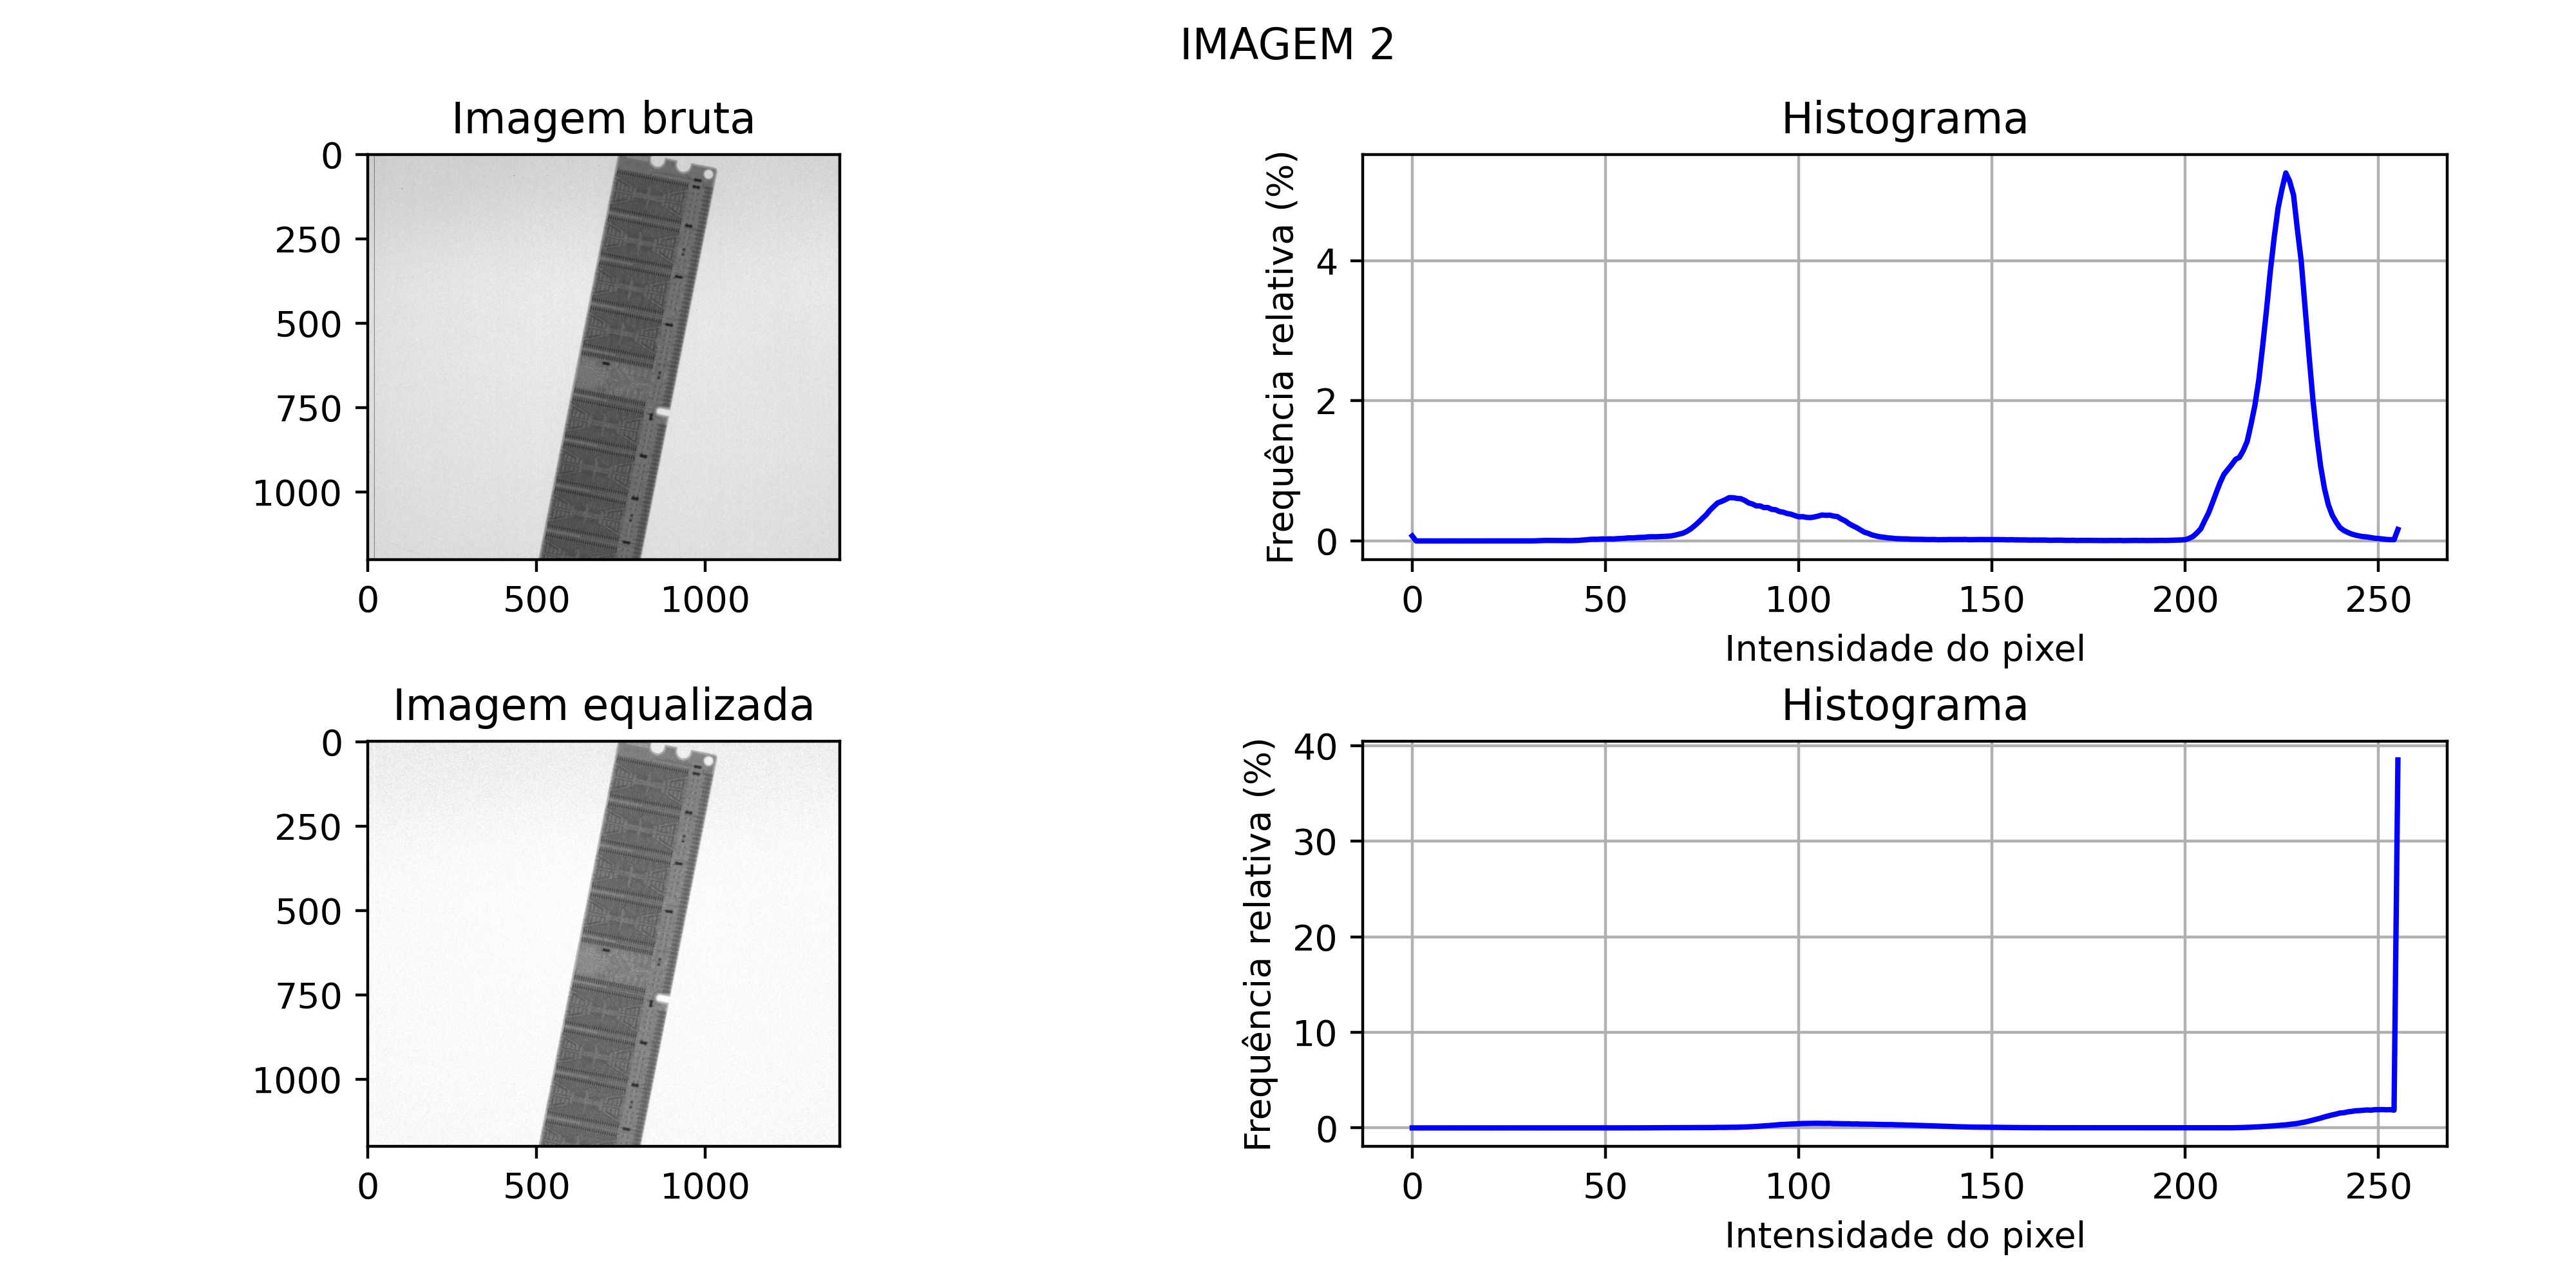 IMAGEM 2
Imagem bruta
0
250
500
750
1000
0 500 1000
Histograma
Frequência relativa (%)
4
2
0
0 50 100 150 200 250
Intensidade do pixel
Imagem equalizada
0
250
500
750
1000
0 500 1000
Histograma
Frequência relativa (%)
40
30
20
10
0
0 50 100 150 200 250
Intensidade do pixel